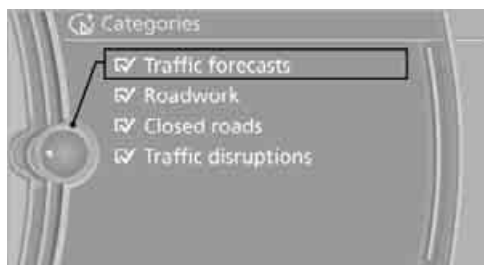 Categories
Traffic forecasts
Roadwork
Closed roads
Traffic disruptions